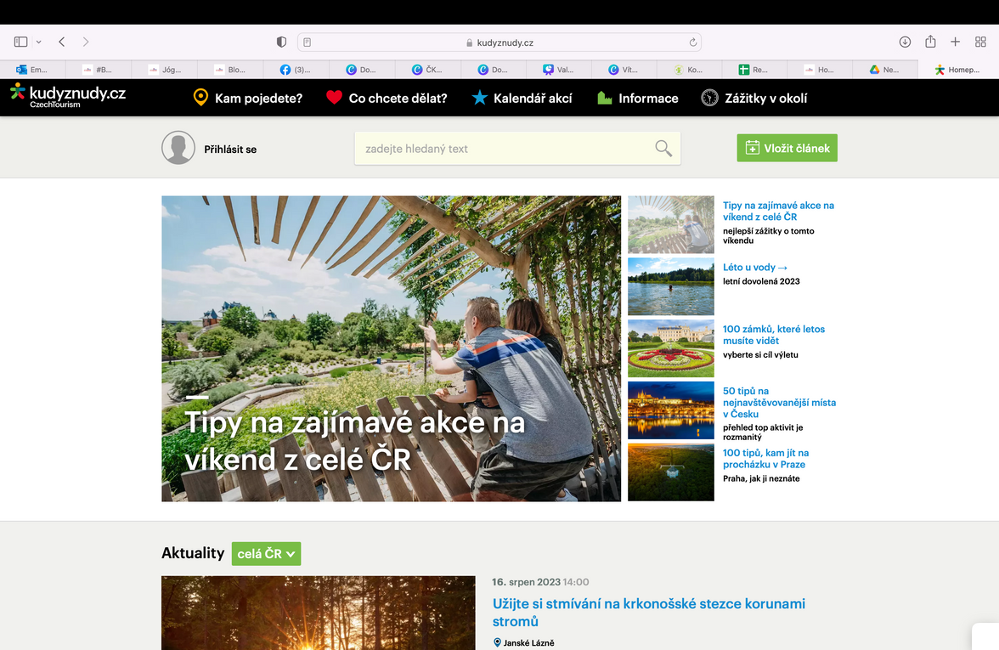 kudyznudy.cz
Em...
#B...
Jóg...
Blo...
(3)...
Do...
ČK...
Do...
Val...
Vít...
Ko...
Re...
Ho...
Ne...
Homep...
kudyznudy.cz
CzechTourism
Kam pojedete?
Co chcete dělat?
Kalendář akcí
Informace
Zážitky v okolí
Přihlásit se
zadejte hledaný text
Vložit článek
Tipy na zajímavé akce na
víkend z celé ČR
Tipy na zajímavé akce na
víkend z celé ČR
nejlepší zážitky o tomto
víkendu
Léto u vody →
letní dovolená 2023
100 zámků, které letos
musíte vidět
vyberte si cíl výletu
50 tipů na
nejnavštěvovanější místa
v Česku
přehled top aktivit je
rozmanitý
100 tipů, kam jít na
procházku v Praze
Praha, jak ji neznáte
Aktuality
celá ČR
16. srpen 2023 14:00
Užijte si stmívání na krkonošské stezce korunami
stromů
Janské Lázně